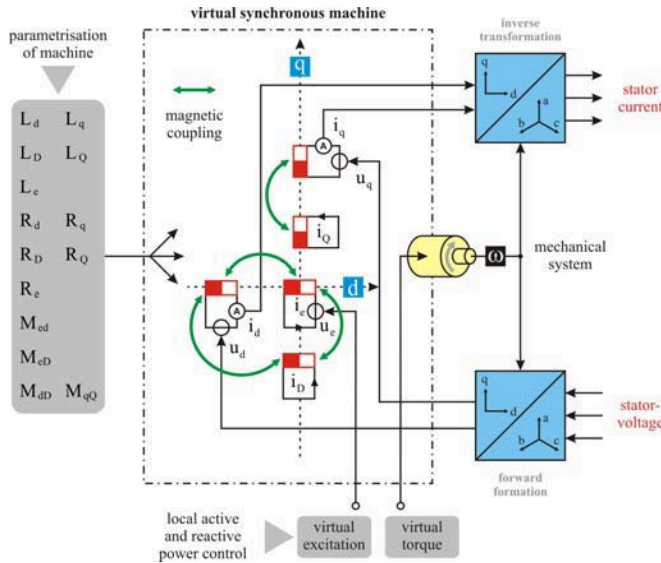 virtual synchronous machine
parametrisation
of machine
inverse
transformation
q
magnetic
coupling
q
d
a
b
c
stator
current
L_d L_q
L_D L_Q
L_e
R_d R_q
R_D R_Q
R_e
M_ed
M_eD
M_dD M_qQ
i_q
A
u_q
i_Q
ω
mechanical
system
d
A
i_d
u_d
i_e
u_e
i_D
q
d
a
b
c
stator-
voltage
forward
formation
local active
and reactive
power control
virtual
excitation
virtual
torque